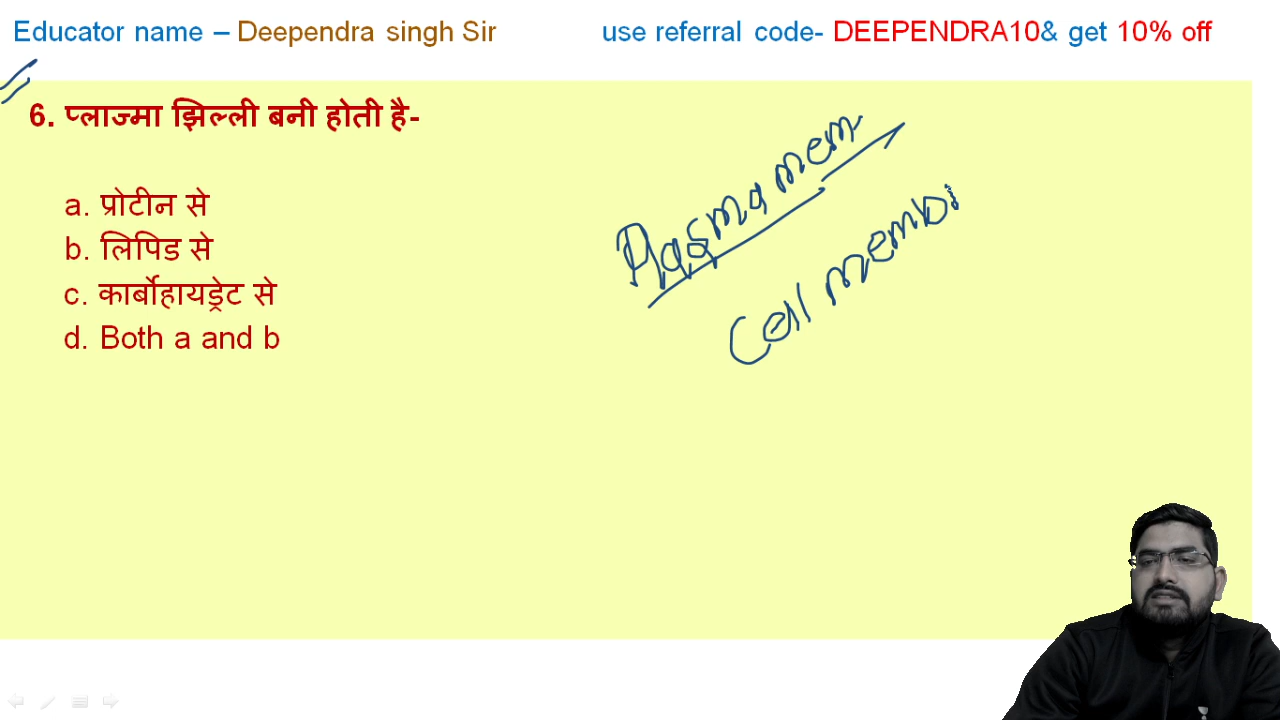 Educator name – Deependra singh Sir use referral code- DEEPENDRA10& get 10% off
6. प्लाज्मा झिल्ली बनी होती है-
a. प्रोटीन से
b. लिपिड से
c. कार्बोहायड्रेट से
d. Both a and b
Plasma mem
Cell memb